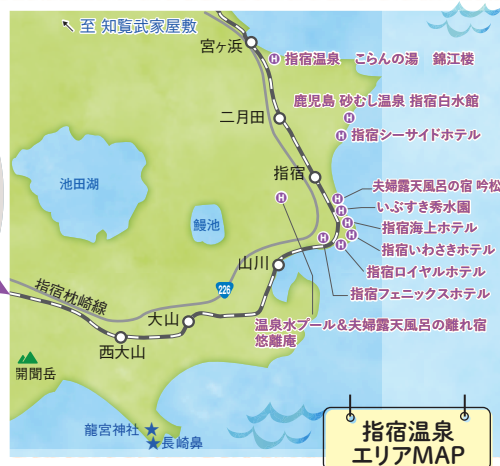 至 知覧武家屋敷
宮ヶ浜
H 指宿温泉 こらんの湯 錦江楼
鹿児島 砂むし温泉 指宿白水館
H
二月田
H 指宿シーサイドホテル
指宿
池田湖
鰻池
H 夫婦露天風呂の宿 吟松
H いぶすき秀水園
H 指宿海上ホテル
H 指宿いわさきホテル
H 指宿ロイヤルホテル
H 指宿フェニックスホテル
H
山川
226
指宿枕崎線
大山
西大山
温泉水プール&夫婦露天風呂の離れ宿
悠離庵
開聞岳
龍宮神社
長崎鼻
指宿温泉
エリアMAP